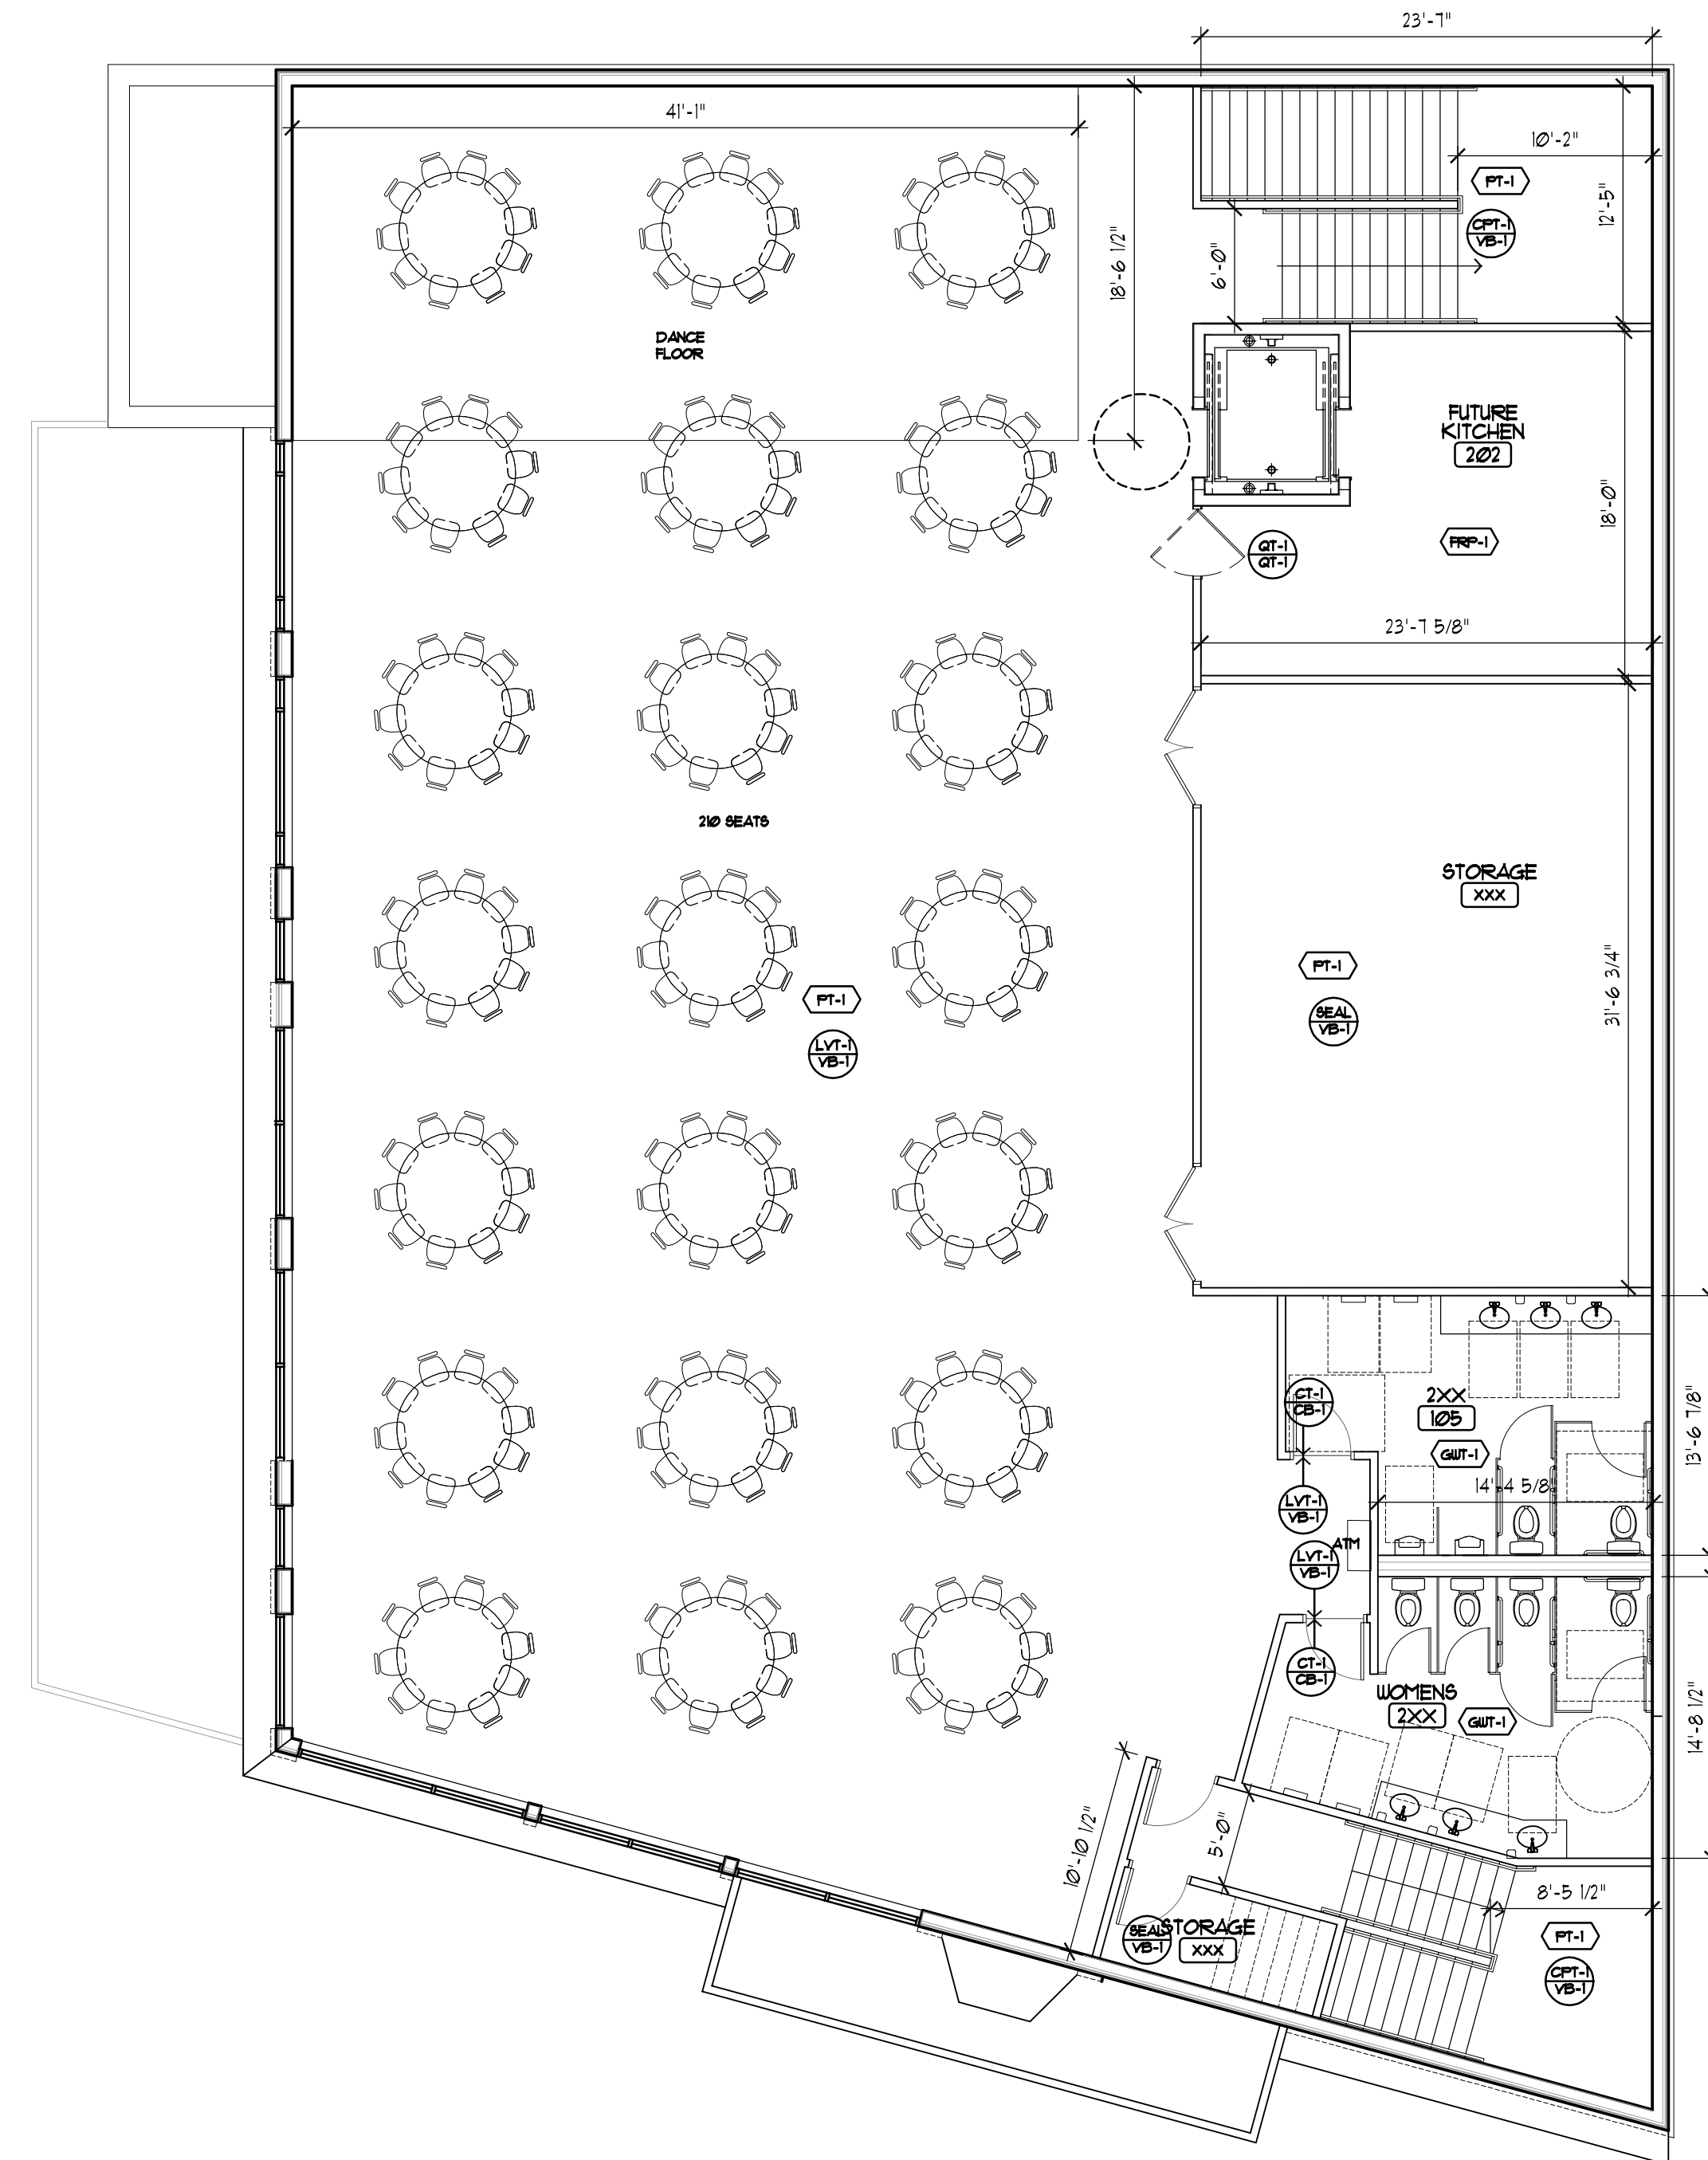 23'-7"
41'-1"
10'-2"
PT-1
12'-5"
CPT-1
VB-1
18'-6 1/2"
6'-0"
DANCE
FLOOR
FUTURE
KITCHEN
202
18'-0"
FRP-1
QT-1
QT-1
23'-7 5/8"
210 SEATS
STORAGE
XXX
PT-1
31'-6 3/4"
PT-1
SEAL
VB-1
LVT-1
VB-1
CT-1
CB-1
2XX
105
13'-6 7/8"
GWT-1
14'-4 5/8"
LVT-1
VB-1
ATM
LVT-1
VB-1
CT-1
CB-1
WOMENS
2XX
GWT-1
14'-8 1/2"
10'-10 1/2"
5'-0"
8'-5 1/2"
SEAL
VB-1
STORAGE
XXX
PT-1
CPT-1
VB-1